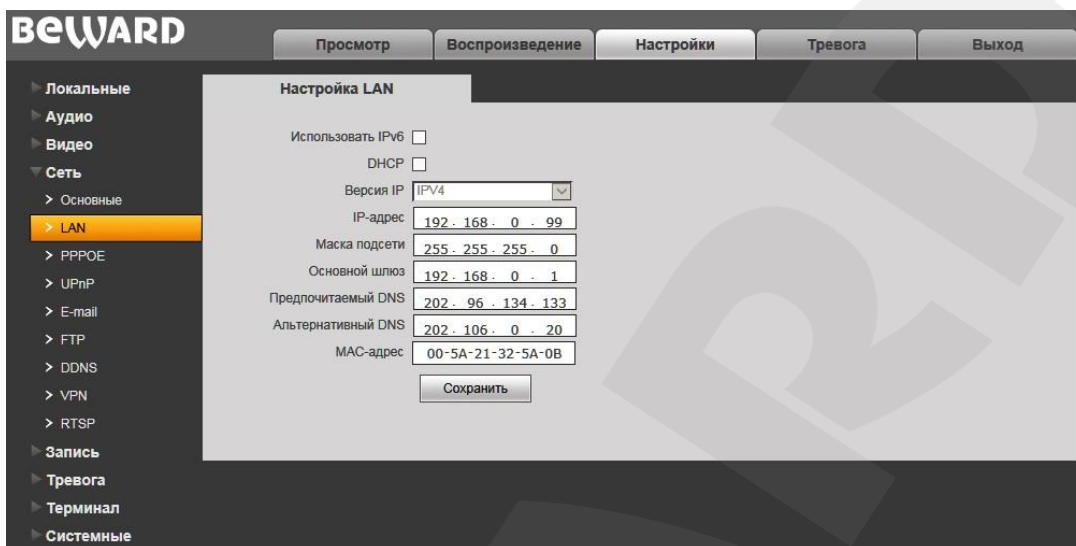 BEWARD
Просмотр Воспроизведение Настройки Тревога Выход
Локальные
Аудио
Видео
Сеть
Основные
LAN
PPPOE
UPnP
E-mail
FTP
DDNS
VPN
RTSP
Запись
Тревога
Терминал
Системные
Настройка LAN
Использовать IPv6
DHCP
Версия IP IPV4
IP-адрес 192 . 168 . 0 . 99
Маска подсети 255 . 255 . 255 . 0
Основной шлюз 192 . 168 . 0 . 1
Предпочитаемый DNS 202 . 96 . 134 . 133
Альтернативный DNS 202 . 106 . 0 . 20
MAC-адрес 00-5A-21-32-5A-0B
Сохранить